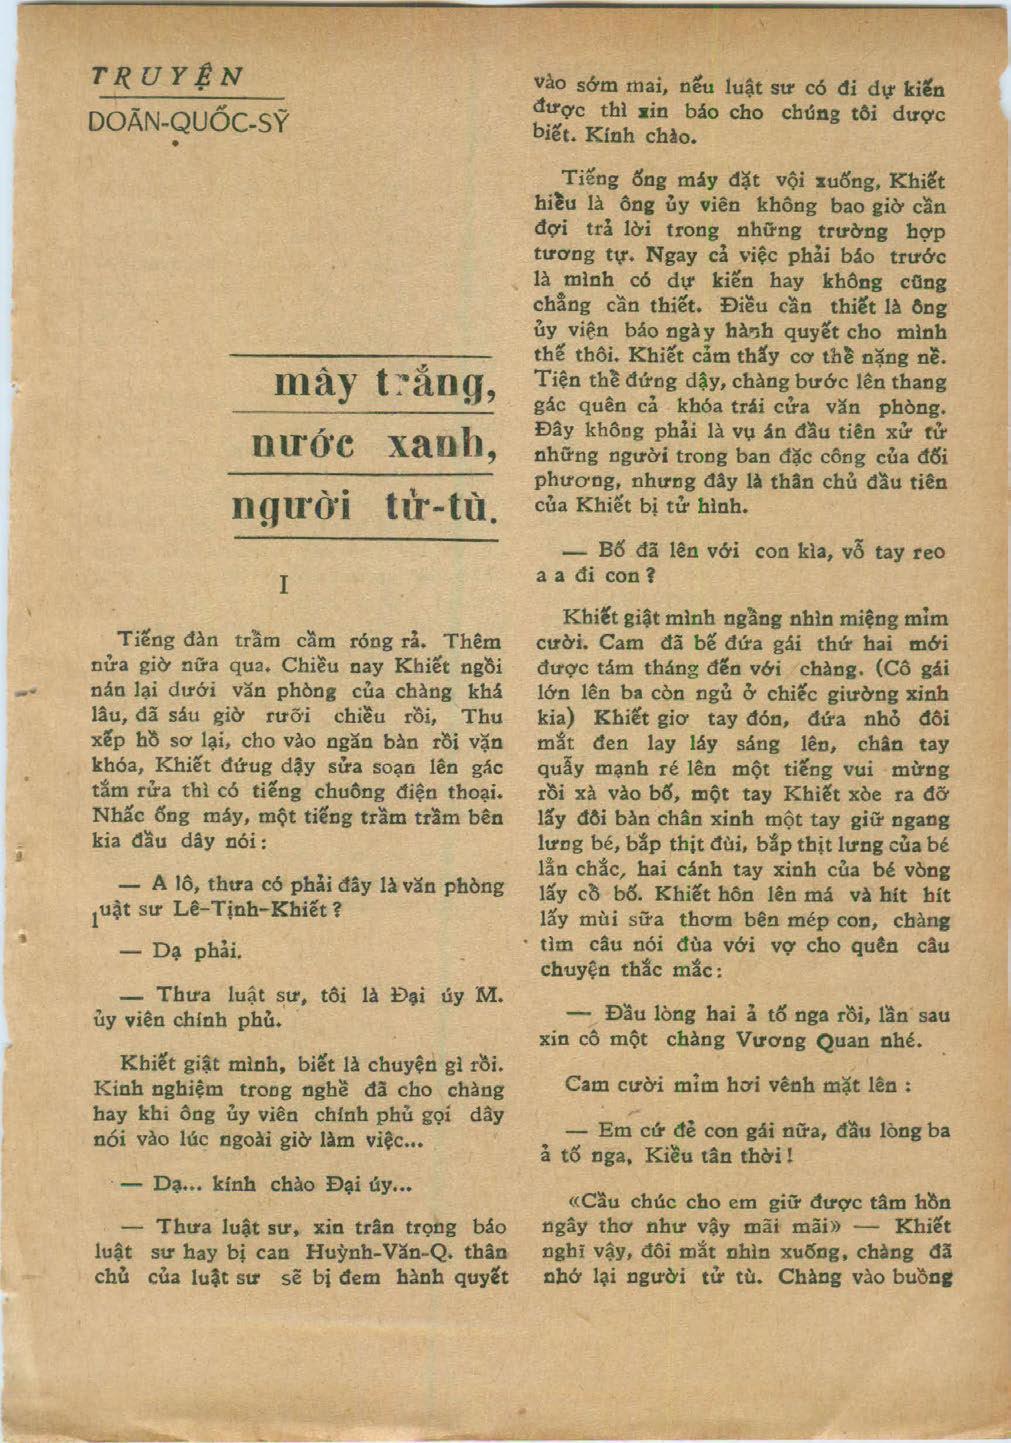 TRUYỆN
DOÃN-QUỐC-SỸ
mây trắng,
nước xanh,
người tử-tù.
I
Tiếng đàn trầm cầm róng rả. Thêm
nửa giờ nữa qua. Chiều nay Khiết ngồi
nán lại dưới văn phòng của chàng khá
lâu, đã sáu giờ rưỡi chiều rồi, Thu
xếp hồ sơ lại, cho vào ngăn bàn rồi vặn
khóa, Khiết đứug dậy sửa soạn lên gác
tắm rửa thì có tiếng chuông điện thoại.
Nhấc ống máy, một tiếng trầm trầm bên
kia đầu dây nói:
— A lô, thưa có phải đây là văn phòng
luật sư Lê-Tịnh-Khiết?
— Dạ phải.
— Thưa luật sư, tôi là Đại úy M.
ủy viên chính phủ.
Khiết giật mình, biết là chuyện gì rồi.
Kinh nghiệm trong nghề đã cho chàng
hay khi ông ủy viên chính phủ gọi dây
nói vào lúc ngoài giờ làm việc...
— Dạ... kính chào Đại úy...
— Thưa luật sư, xin trân trọng báo
luật sư hay bị can Huỳnh-Văn-Q. thân
chủ của luật sư sẽ bị đem hành quyết
vào sớm mai, nếu luật sư có đi dự kiến
được thì xin báo cho chúng tôi dược
biết. Kính chào.
Tiếng ống máy đặt vội xuống, Khiết
hiểu là ông ủy viên không bao giờ cần
đợi trả lời trong những trường hợp
tương tự. Ngay cả việc phải báo trước
là mình có dự kiến hay không cũng
chẳng cần thiết. Điều cần thiết là ông
ủy viện báo ngày hành quyết cho mình
thế thôi. Khiết cảm thấy cơ thể nặng nề.
Tiện thể đứng dậy, chàng bước lên thang
gác quên cả khóa trái cửa văn phòng.
Đây không phải là vụ án đầu tiên xử tử
những người trong ban đặc công của đối
phương, nhưng đây là thân chủ đầu tiên
của Khiết bị tử hình.
— Bố đã lên với con kìa, vỗ tay reo
a a đi con?
Khiết giật mình ngẩng nhìn miệng mỉm
cười. Cam đã bế đứa gái thứ hai mới
được tám tháng đến với chàng. (Cô gái
lớn lên ba còn ngủ ở chiếc giường xinh
kia) Khiết giơ tay đón, đứa nhỏ đôi
mắt đen lay láy sáng lên, chân tay
quẫy mạnh ré lên một tiếng vui mừng
rồi xà vào bố, một tay Khiết xòe ra đỡ
lấy đôi bàn chân xinh một tay giữ ngang
lưng bé, bắp thịt đùi, bắp thịt lưng của bé
lẳn chắc, hai cánh tay xinh của bé vòng
lấy cổ bố. Khiết hôn lên má và hít hít
lấy mùi sữa thơm bên mép con, chàng
tìm câu nói đùa với vợ cho quên câu
chuyện thắc mắc:
— Đầu lòng hai ả tố nga rồi, lần sau
xin cô một chàng Vương Quan nhé.
Cam cười mỉm hơi vênh mặt lên :
— Em cứ đẻ con gái nữa, đầu lòng ba
ả tố nga, Kiều tân thời!
«Cầu chúc cho em giữ được tâm hồn
ngây thơ như vậy mãi mãi» — Khiết
nghĩ vậy, đôi mắt nhìn xuống, chàng đã
nhớ lại người tử tù. Chàng vào buồng